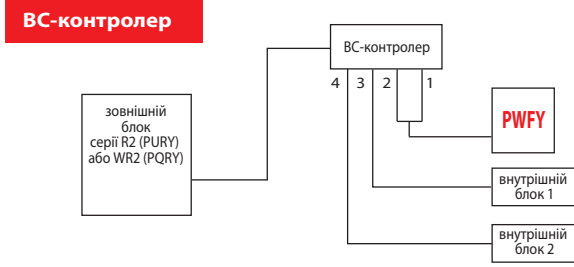 ВС-контролер
ВС-контролер
4 3 2 1
зовнішній
блок
серії R2 (PURY)
або WR2 (PQRY)
PWFY
внутрішній
блок 1
внутрішній
блок 2